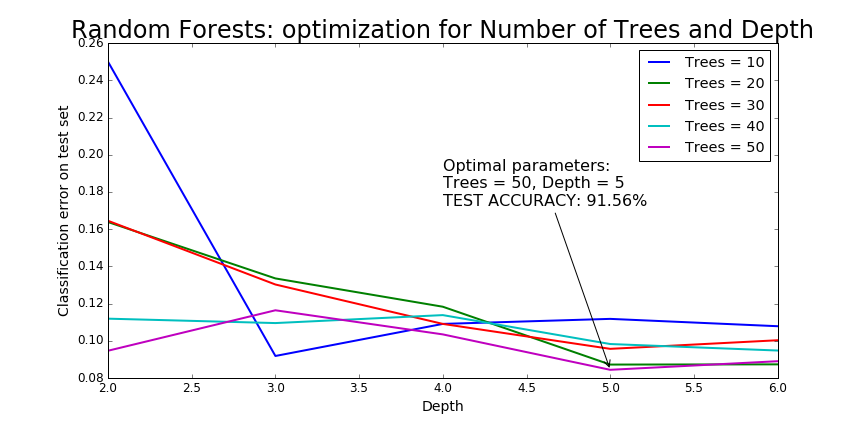 Random Forests: optimization for Number of Trees and Depth
0.26
0.24
0.22
0.20
0.18
0.16
0.14
0.12
0.10
0.08
Classification error on test set
Trees = 10
Trees = 20
Trees = 30
Trees = 40
Trees = 50
Optimal parameters:
Trees = 50, Depth = 5
TEST ACCURACY: 91.56%
2.0 2.5 3.0 3.5 4.0 4.5 5.0 5.5 6.0
Depth